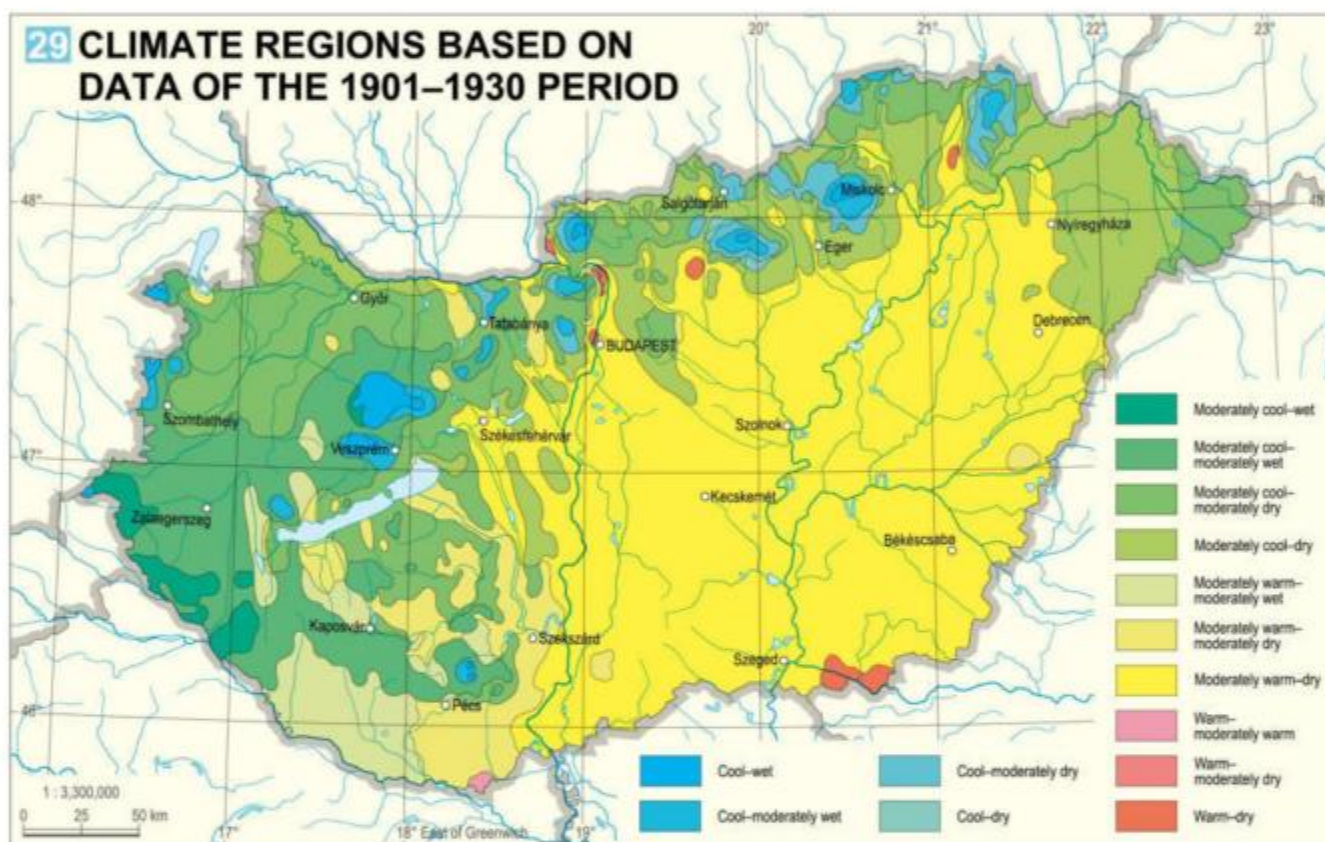 29 CLIMATE REGIONS BASED ON
DATA OF THE 1901–1930 PERIOD
20°
21°
22°
23°
48°
48°
Salgótarján
Miskolc
Nyíregyháza
Eger
Győr
Tatabánya
BUDAPEST
Debrecen
Szombathely
Székesfehérvár
Szolnok
Veszprém
47°
Kecskemét
Zalaegerszeg
Békéscsaba
Kaposvár
Szekszárd
Szeged
Pécs
46°
Moderately cool–wet
Moderately cool–
moderately wet
Moderately cool–
moderately dry
Moderately cool–dry
Moderately warm–
moderately wet
Moderately warm–
moderately dry
Moderately warm–dry
Warm–
moderately warm
Warm–
moderately dry
Warm–dry
Cool–wet
Cool–moderately dry
Cool–moderately wet
Cool–dry
1 : 3,300,000
0 25 50 km
17°
18° East of Greenwich
19°